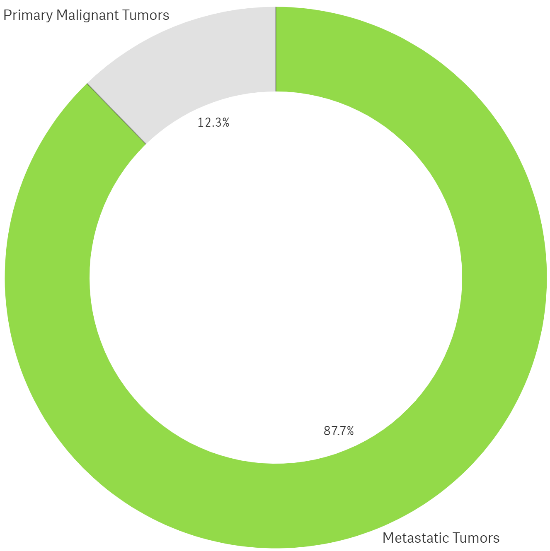 Primary Malignant Tumors
12.3%
87.7%
Metastatic Tumors